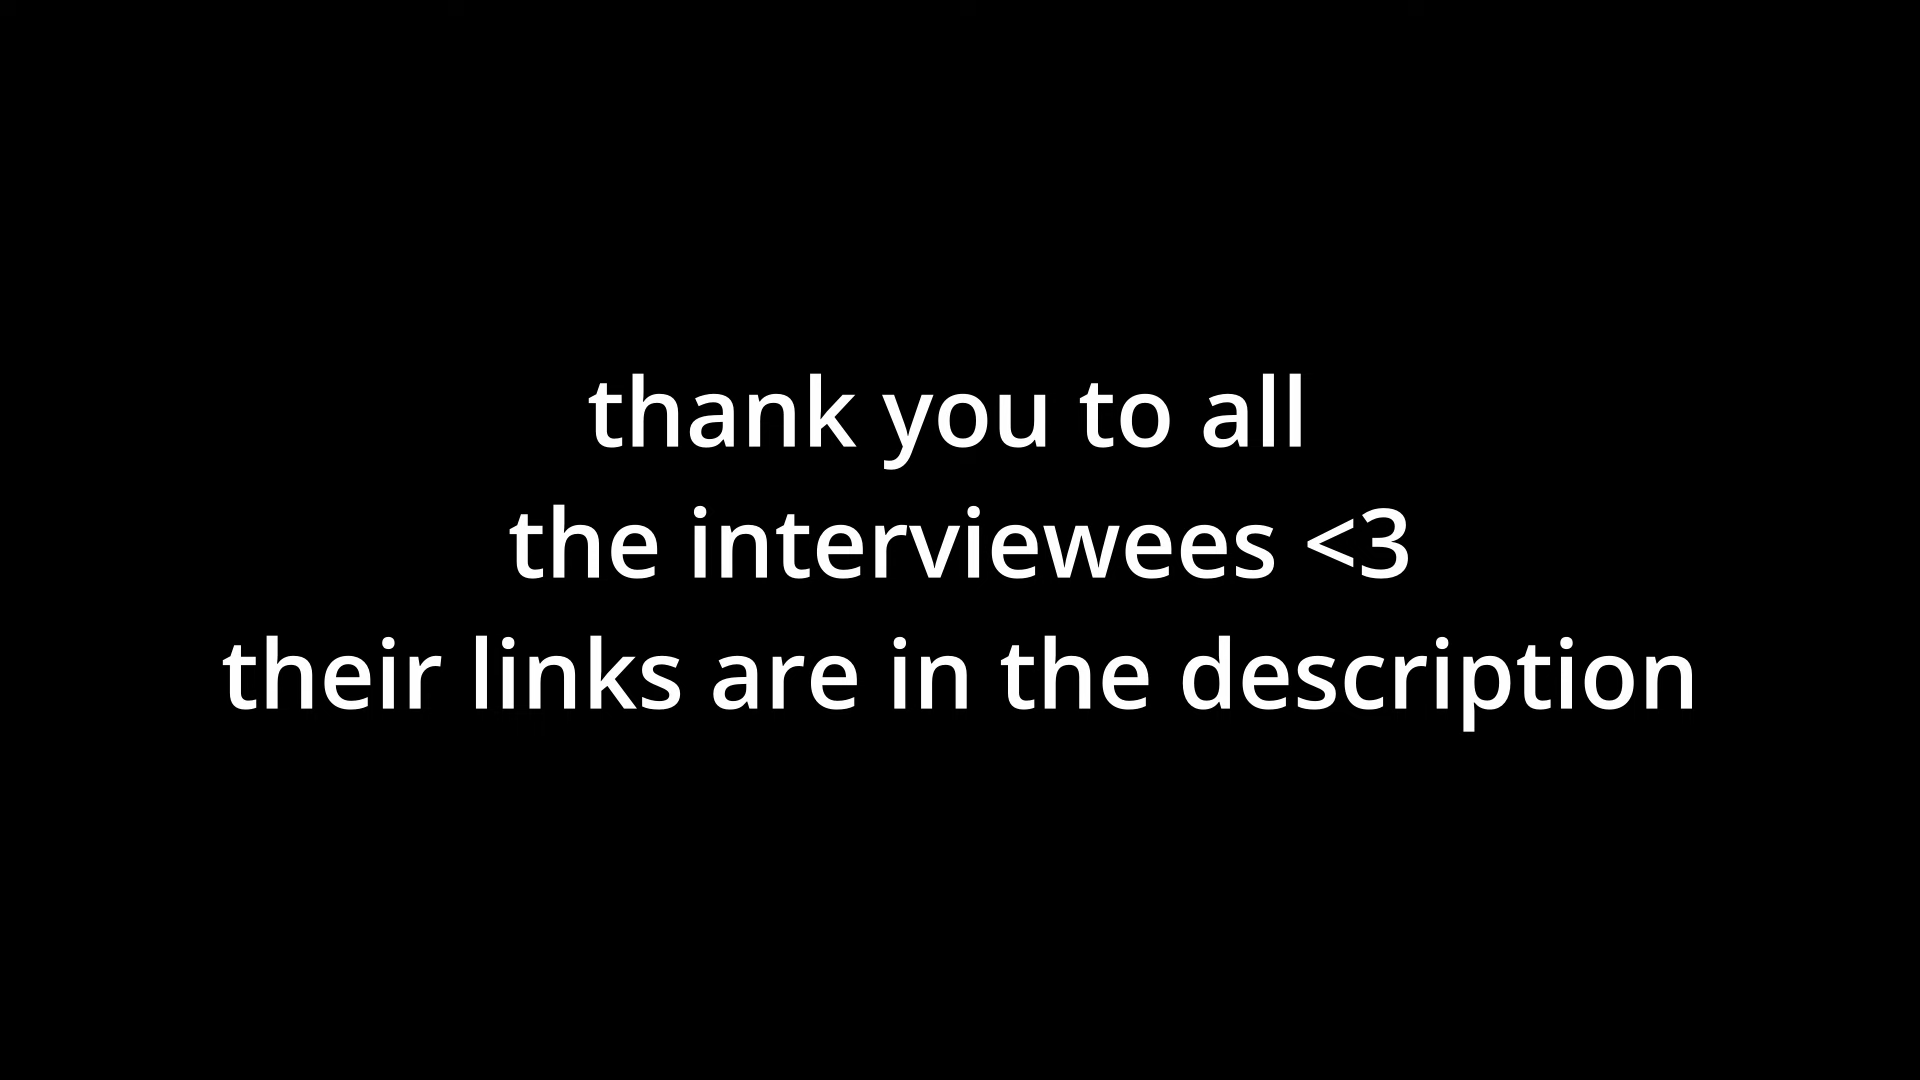 thank you to all
the interviewees <3
their links are in the description